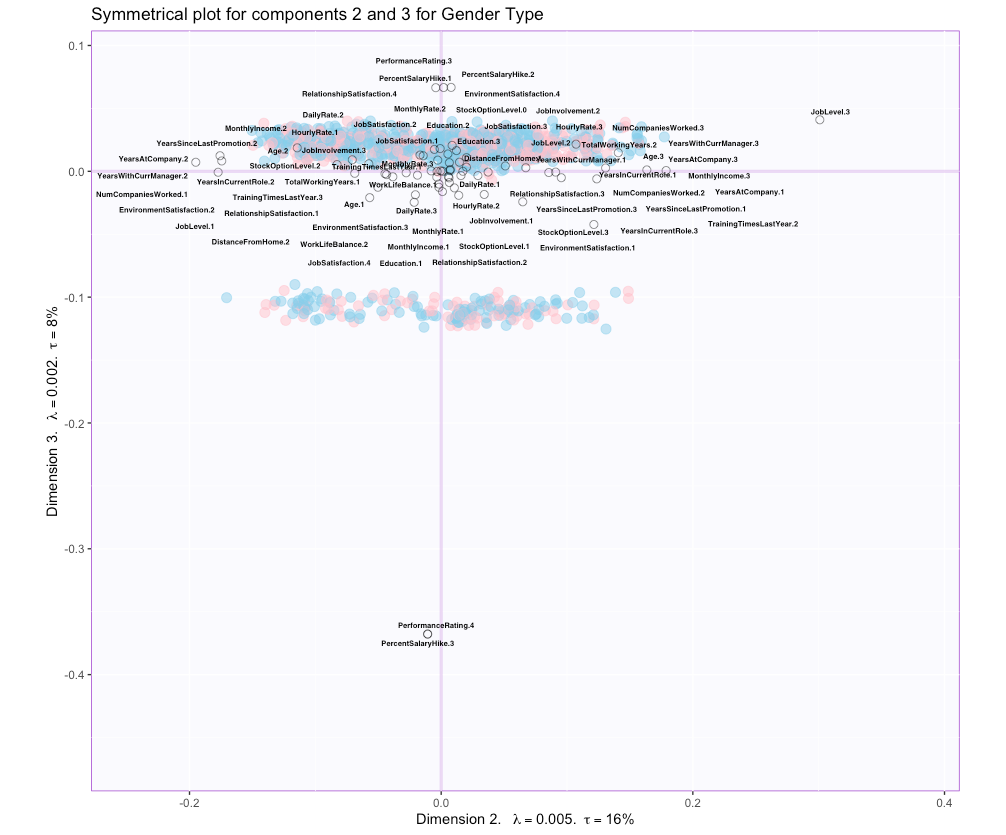 Symmetrical plot for components 2 and 3 for Gender Type
0.1
PerformanceRating.3
PercentSalaryHike.2
PercentSalaryHike.1
RelationshipSatisfaction.4
EnvironmentSatisfaction.4
MonthlyRate.2
StockOptionLevel.0
JobInvolvement.2
JobLevel.3
DailyRate.2
JobSatisfaction.2
Education.2
JobSatisfaction.3
HourlyRate.3
NumCompaniesWorked.3
MonthlyIncome.2
HourlyRate.1
YearsSinceLastPromotion.2
JobSatisfaction.1
Education.3
JobLevel.2
TotalWorkingYears.2
YearsWithCurrManager.3
Age.2
JobInvolvement.3
YearsAtCompany.2
YearsWithCurrManager.1
Age.3
YearsAtCompany.3
StockOptionLevel.2
MonthlyRate.3
0.0
YearsWithCurrManager.2
YearsInCurrentRole.1
MonthlyIncome.3
YearsInCurrentRole.2
TotalWorkingYears.1
WorkLifeBalance.1
DailyRate.1
NumCompaniesWorked.1
TrainingTimesLastYear.3
RelationshipSatisfaction.3
NumCompaniesWorked.2
YearsAtCompany.1
Age.1
EnvironmentSatisfaction.2
RelationshipSatisfaction.1
DailyRate.3
HourlyRate.2
YearsSinceLastPromotion.3
YearsSinceLastPromotion.1
JobLevel.1
EnvironmentSatisfaction.3
JobInvolvement.1
TrainingTimesLastYear.2
MonthlyRate.1
StockOptionLevel.3
YearsInCurrentRole.3
DistanceFromHome.2
WorkLifeBalance.2
MonthlyIncome.1
StockOptionLevel.1
EnvironmentSatisfaction.1
JobSatisfaction.4
Education.1
RelationshipSatisfaction.2
-0.1
-0.2
-0.3
PerformanceRating.4
PercentSalaryHike.3
-0.4
Dimension 3. λ = 0.002. τ = 8%
-0.2
0.0
0.2
0.4
Dimension 2. λ = 0.005. τ = 16%